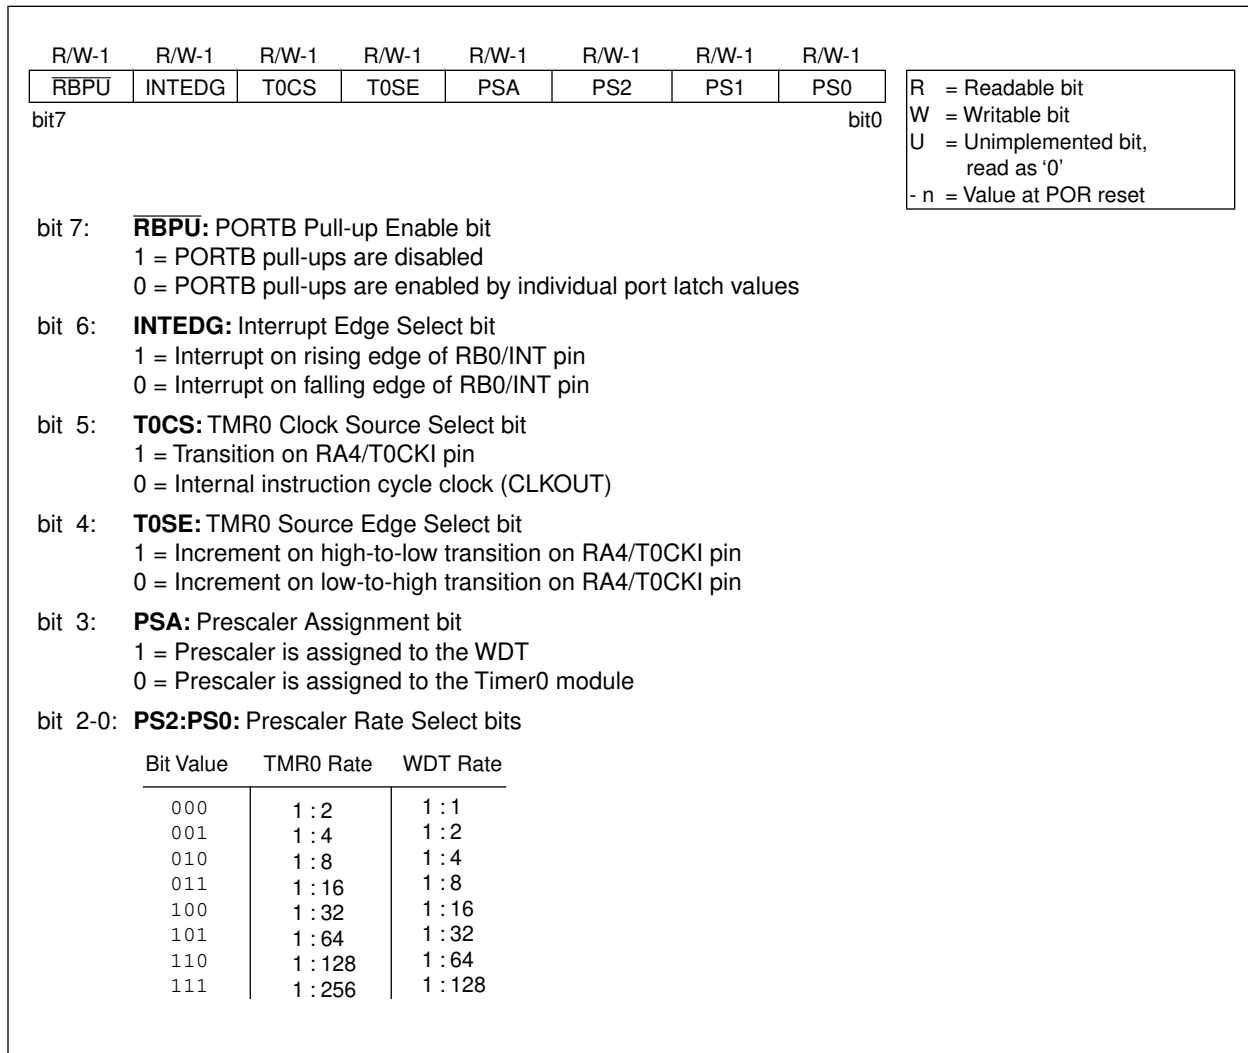 R/W-1 R/W-1 R/W-1 R/W-1 R/W-1 R/W-1 R/W-1 R/W-1
R̅B̅P̅U̅ INTEDG T0CS T0SE PSA PS2 PS1 PS0
bit7 bit0
R = Readable bit
W = Writable bit
U = Unimplemented bit,
read as ‘0’
- n = Value at POR reset
bit 7: R̅B̅P̅U̅: PORTB Pull-up Enable bit
1 = PORTB pull-ups are disabled
0 = PORTB pull-ups are enabled by individual port latch values
bit 6: INTEDG: Interrupt Edge Select bit
1 = Interrupt on rising edge of RB0/INT pin
0 = Interrupt on falling edge of RB0/INT pin
bit 5: T0CS: TMR0 Clock Source Select bit
1 = Transition on RA4/T0CKI pin
0 = Internal instruction cycle clock (CLKOUT)
bit 4: T0SE: TMR0 Source Edge Select bit
1 = Increment on high-to-low transition on RA4/T0CKI pin
0 = Increment on low-to-high transition on RA4/T0CKI pin
bit 3: PSA: Prescaler Assignment bit
1 = Prescaler is assigned to the WDT
0 = Prescaler is assigned to the Timer0 module
bit 2-0: PS2:PS0: Prescaler Rate Select bits
Bit Value TMR0 Rate WDT Rate
000 1 : 2 1 : 1
001 1 : 4 1 : 2
010 1 : 8 1 : 4
011 1 : 16 1 : 8
100 1 : 32 1 : 16
101 1 : 64 1 : 32
110 1 : 128 1 : 64
111 1 : 256 1 : 128